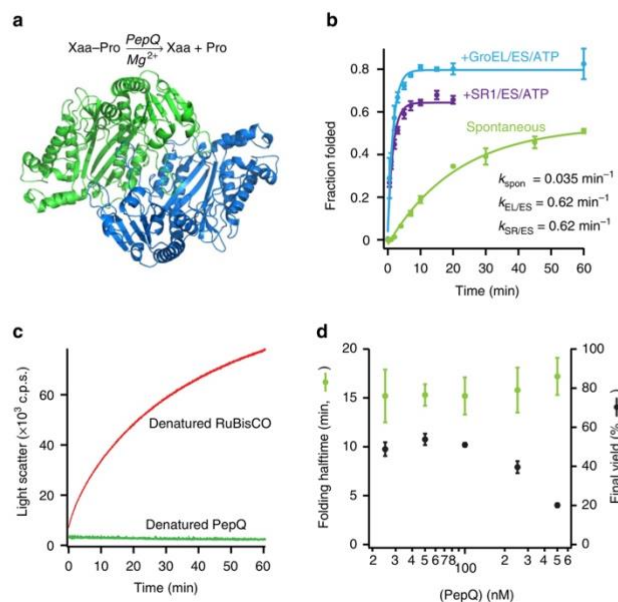 a
Xaa–Pro PepQ Mg²⁺ Xaa + Pro
b
Fraction folded
0.8
0.6
0.4
0.2
0
+GroEL/ES/ATP
+SR1/ES/ATP
Spontaneous
kspon = 0.035 min⁻¹
kEL/ES = 0.62 min⁻¹
kSR/ES = 0.62 min⁻¹
0 10 20 30 40 50 60
Time (min)
c
Light scatter (×10³ c.p.s.)
80
60
40
20
0
Denatured RuBisCO
Denatured PepQ
0 10 20 30 40 50 60
Time (min)
d
Folding halftime (min,
20
15
10
5
0
100
80
60
40
20
0
Final yield (%,
2 3 4 5 6 7 8 100 2 3 4 5 6
(PepQ) (nM)